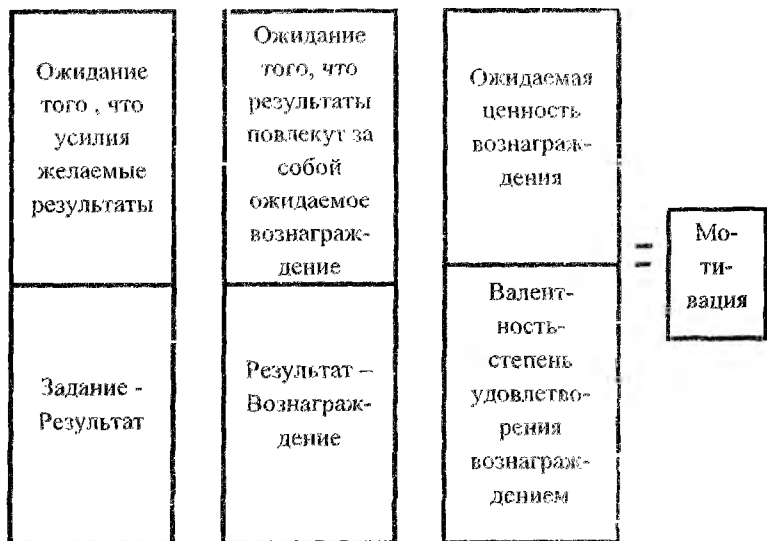 Ожидание
того , что
усилия
желаемые
результаты
Задание -
Результат
Ожидание
того, что
результаты
повлекут за
собой
ожидаемое
вознаграж-
дение
Результат –
Вознаграж-
дение
Ожидаемая
ценность
вознаграж-
дения
Валент-
ность-
степень
удовлетво-
рения
вознаграж-
дением
=
Мо-
ти-
вация